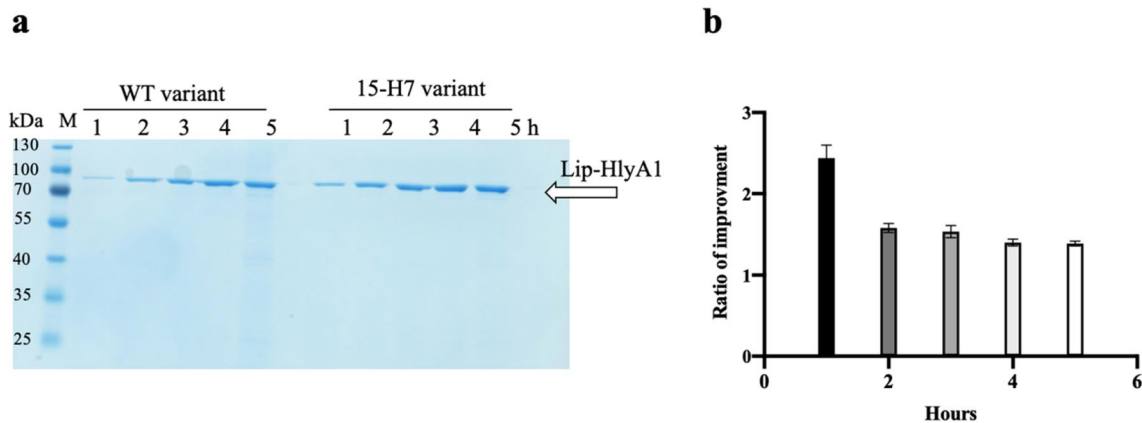 a
WT variant
15-H7 variant
kDa M 1 2 3 4 5 1 2 3 4 5 h
130
100
70
55
40
35
25
Lip-HlyA1
b
Ratio of improvment
3
2
1
0
0 2 4 6
Hours